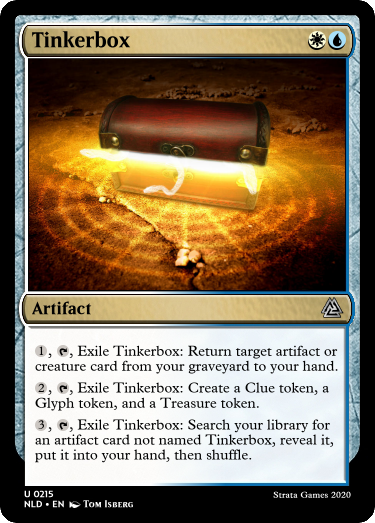 Tinkerbox
Artifact
1, Exile Tinkerbox: Return target artifact or
creature card from your graveyard to your hand.
2, Exile Tinkerbox: Create a Clue token, a
Glyph token, and a Treasure token.
3, Exile Tinkerbox: Search your library for
an artifact card not named Tinkerbox, reveal it,
put it into your hand, then shuffle.
U 0215
NLD • EN Tom Isberg
Strata Games 2020